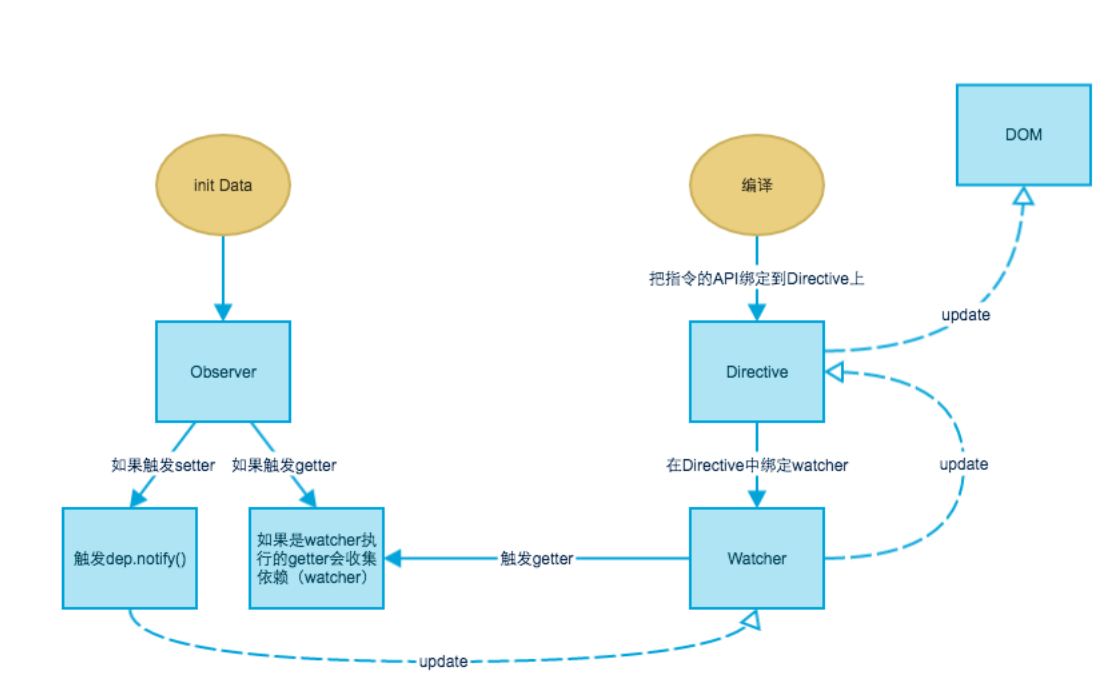 DOM
init Data
编译
把指令的API绑定到Directive上
update
Observer
Directive
如果触发setter
如果触发getter
在Directive中绑定watcher
update
触发dep.notify()
如果是watcher执
行的getter会收集
依赖（watcher）
触发getter
Watcher
update